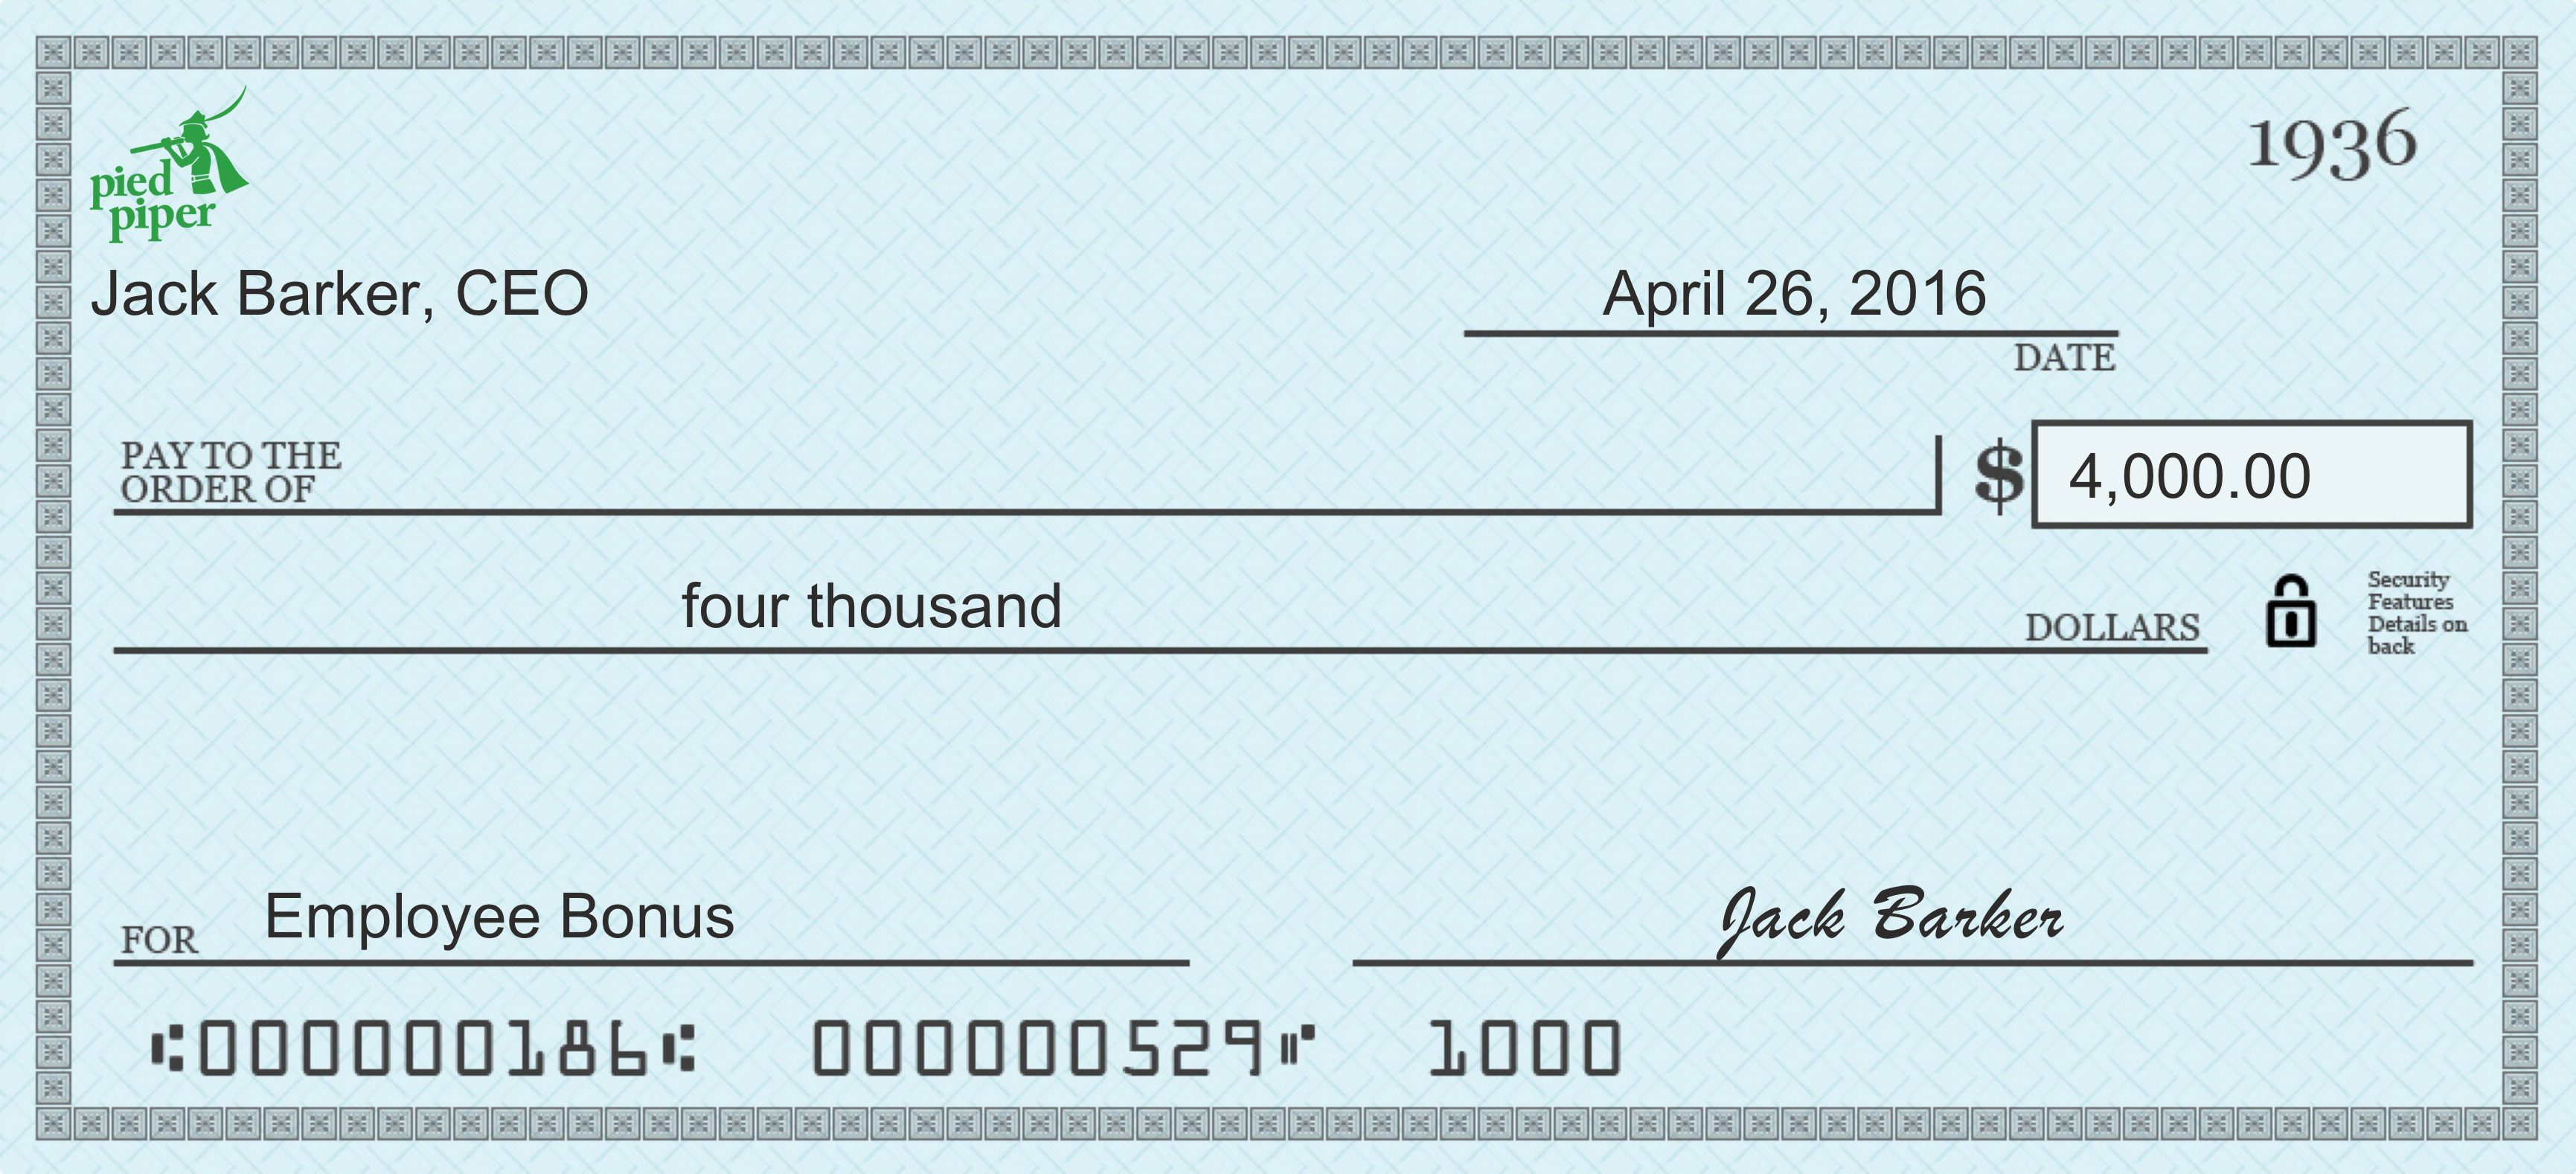 pied
piper
1936
Jack Barker, CEO
April 26, 2016
DATE
PAY TO THE
ORDER OF
$ 4,000.00
four thousand
DOLLARS
Security
Features
Details on
back
FOR Employee Bonus
Jack Barker
⑆000000186⑆ 000000529⑈ 1000